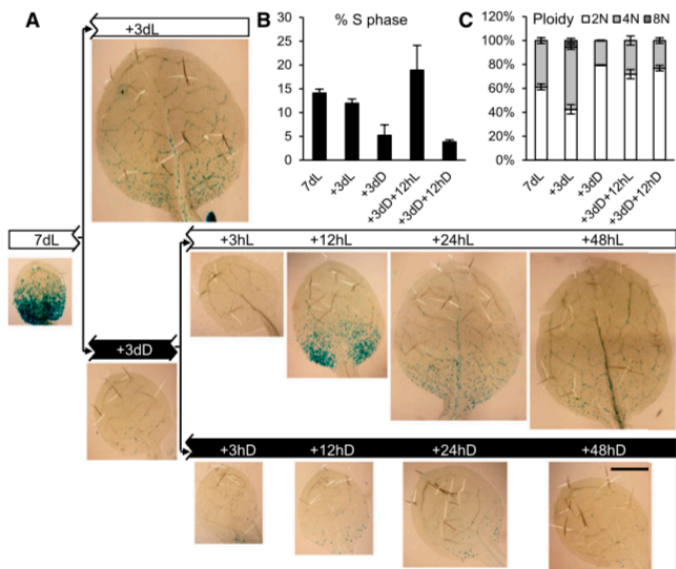 A
+3dL
7dL
+3dD
+3hL +12hL +24hL +48hL
+3hD +12hD +24hD +48hD
B
% S phase
30
25
20
15
10
5
0
7dL
+3dL
+3dD
+3dD+12hL
+3dD+12hD
C
Ploidy 2N 4N 8N
120%
100%
80%
60%
40%
20%
0%
7dL
+3dL
+3dD
+3dD+12hL
+3dD+12hD